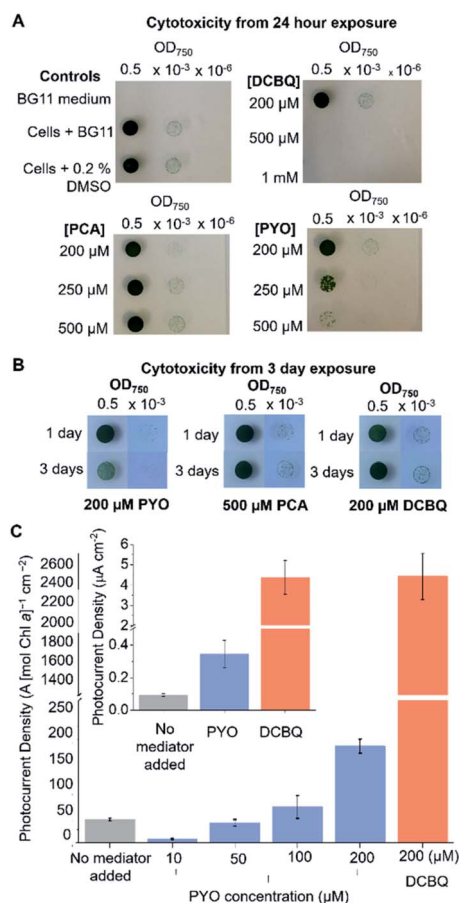 A
Cytotoxicity from 24 hour exposure
OD750
Controls
0.5 x 10−3 x 10−6
BG11 medium
Cells + BG11
Cells + 0.2 %
DMSO
OD750
[DCBQ]
0.5 x 10−3 x 10−6
200 µM
500 µM
1 mM
OD750
[PCA]
0.5 x 10−3 x 10−6
200 µM
250 µM
500 µM
OD750
[PYO]
0.5 x 10−3 x 10−6
200 µM
250 µM
500 µM
B
Cytotoxicity from 3 day exposure
OD750
0.5 x 10−3
1 day
3 days
200 µM PYO
OD750
0.5 x 10−3
1 day
3 days
500 µM PCA
OD750
0.5 x 10−3
1 day
3 days
200 µM DCBQ
C
Photocurrent Density (A [mol Chl a]−1 cm−2)
2600
2400
2200
2000
1800
1600
1400
250
200
150
100
50
0
Photocurrent Density (µA cm−2)
6
5
4
3
2
0.4
0.2
0.0
No
mediator
added
PYO
DCBQ
No mediator
added
10
50
100
200
200 (µM)
DCBQ
PYO concentration (µM)